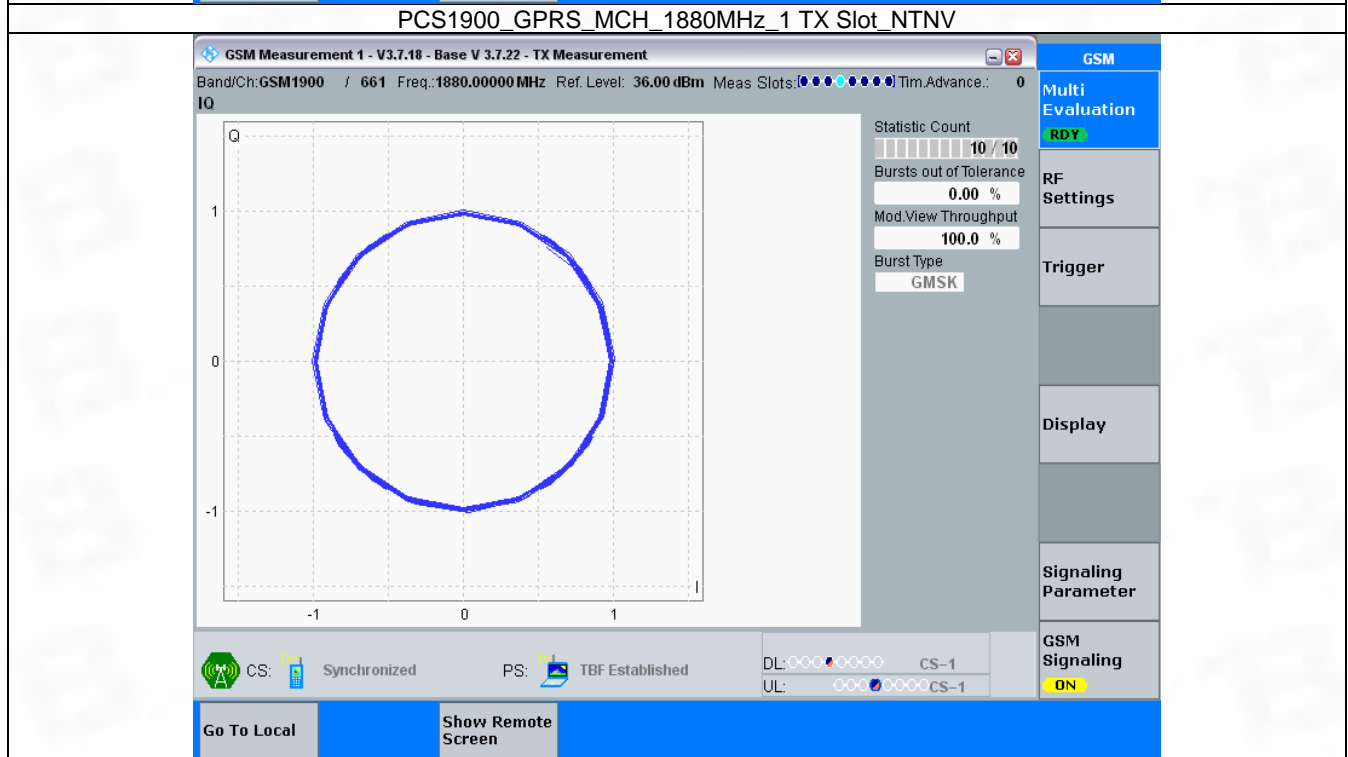 PCS1900_GPRS_MCH_1880MHz_1 TX Slot_NTNV
GSM Measurement 1 - V3.7.18 - Base V 3.7.22 - TX Measurement
GSM
Band/Ch:GSM1900 / 661 Freq.:1880.00000 MHz Ref. Level: 36.00 dBm Meas Slots: Tim.Advance.: 0
IQ
Multi
Evaluation
RDY
Q
Statistic Count
10 / 10
Bursts out of Tolerance
0.00 %
Mod.View Throughput
100.0 %
Burst Type
GMSK
RF
Settings
Trigger
1
0
-1
I
-1 0 1
Display
Signaling
Parameter
GSM
Signaling
ON
CS: Synchronized PS: TBF Established DL: CS-1
UL: CS-1
Go To Local
Show Remote
Screen